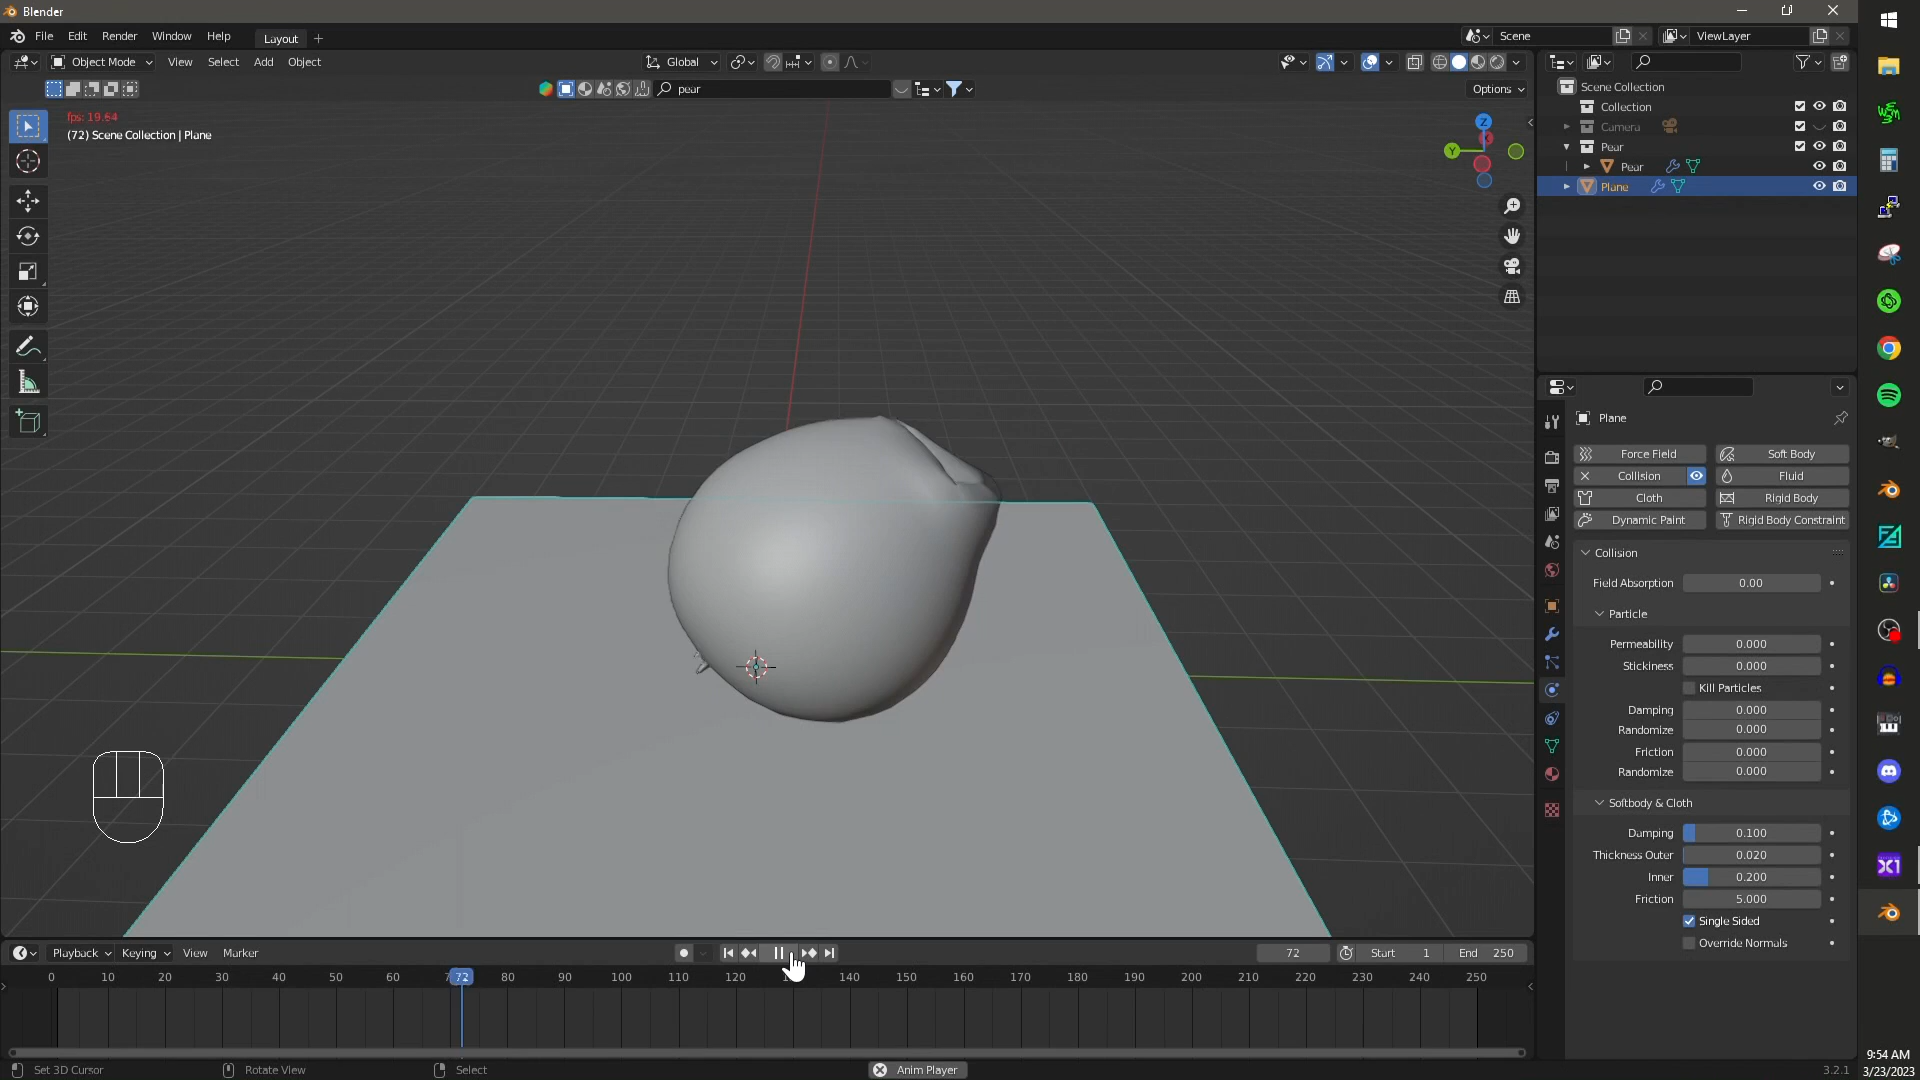 Blender
File Edit Render Window Help Layout Scene ViewLayer
Object Mode View Select Add Object Global
pear Options
fps: 19.64
(72) Scene Collection | Plane
Z
X
Y
Scene Collection
Collection
Camera
Pear
Pear
Plane
Plane
Force Field Soft Body
Collision Fluid
Cloth Rigid Body
Dynamic Paint Rigid Body Constraint
Collision
Field Absorption 0.00
Particle
Permeability 0.000
Stickiness 0.000
Kill Particles
Damping 0.000
Randomize 0.000
Friction 0.000
Randomize 0.000
Softbody & Cloth
Damping 0.100
Thickness Outer 0.020
Inner 0.200
Friction 5.000
Single Sided
Override Normals
Playback Keying View Marker 72 Start 1 End 250
0 10 20 30 40 50 60 72 80 90 100 110 120 140 150 160 170 180 190 200 210 220 230 240 250
Set 3D Cursor Rotate View Select Anim Player 3.2.1
9:54 AM
3/23/2023